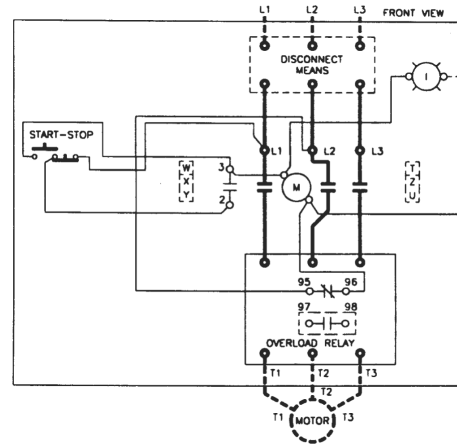 L1 L2 L3 FRONT VIEW
DISCONNECT
MEANS
I
START-STOP
L1 L2 L3
W
X
Y
3
2
M
T
Z
U
95 96
97 98
OVERLOAD RELAY
T1 T2 T3
T2
T1 MOTOR T3